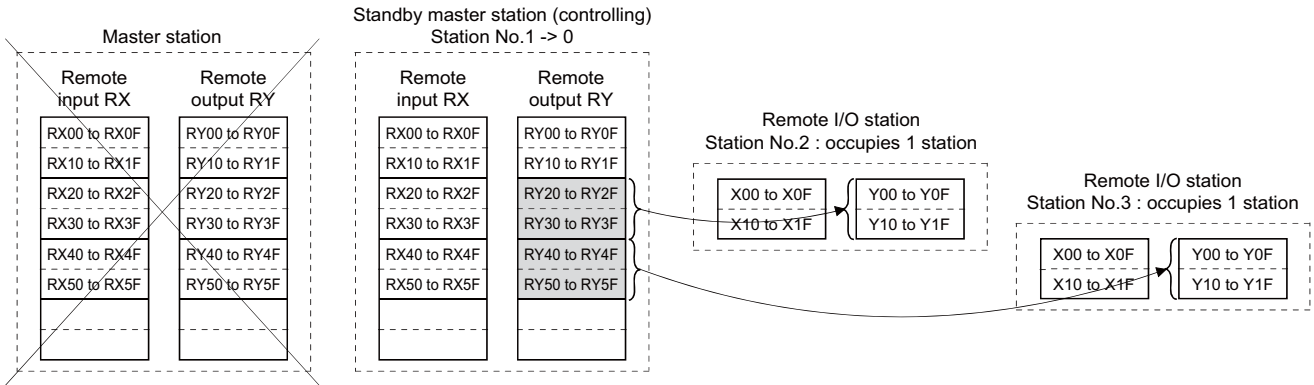 Master station
Remote input RX
Remote output RY
RX00 to RX0F
RX10 to RX1F
RX20 to RX2F
RX30 to RX3F
RX40 to RX4F
RX50 to RX5F
RY00 to RY0F
RY10 to RY1F
RY20 to RY2F
RY30 to RY3F
RY40 to RY4F
RY50 to RY5F
Standby master station (controlling)
Station No.1 -> 0
Remote input RX
Remote output RY
RX00 to RX0F
RX10 to RX1F
RX20 to RX2F
RX30 to RX3F
RX40 to RX4F
RX50 to RX5F
RY00 to RY0F
RY10 to RY1F
RY20 to RY2F
RY30 to RY3F
RY40 to RY4F
RY50 to RY5F
Remote I/O station
Station No.2 : occupies 1 station
X00 to X0F
X10 to X1F
Y00 to Y0F
Y10 to Y1F
Remote I/O station
Station No.3 : occupies 1 station
X00 to X0F
X10 to X1F
Y00 to Y0F
Y10 to Y1F